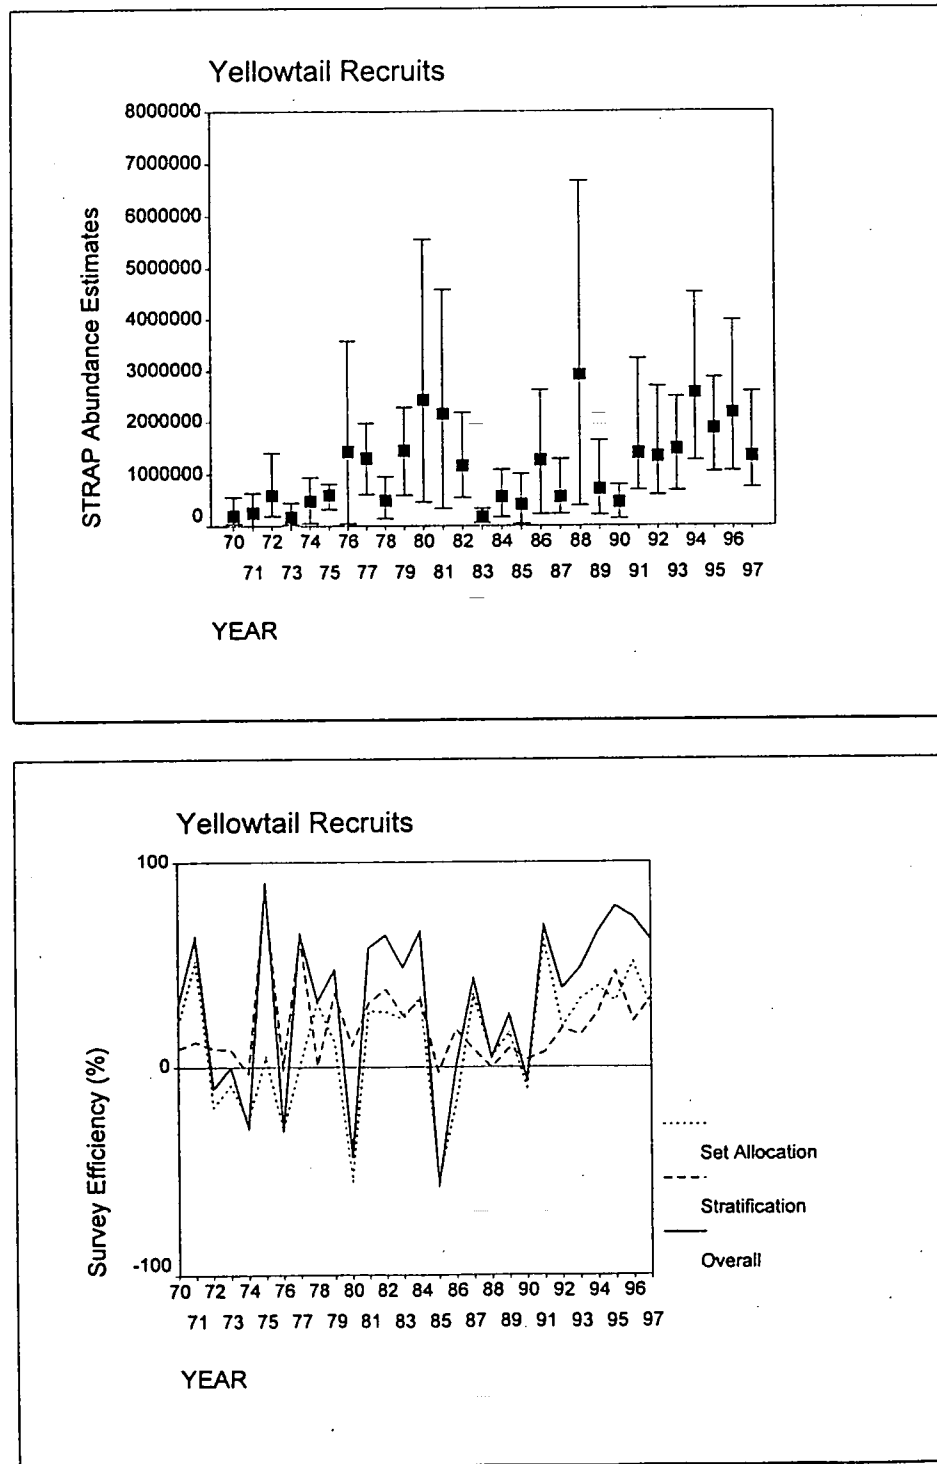 Yellowtail Recruits
8000000
7000000
6000000
5000000
4000000
3000000
2000000
1000000
0
STRAP Abundance Estimates
70 72 74 76 78 80 82 84 86 88 90 92 94 96
71 73 75 77 79 81 83 85 87 89 91 93 95 97
YEAR
Yellowtail Recruits
100
0
-100
Survey Efficiency (%)
Set Allocation
Stratification
Overall
70 72 74 76 78 80 82 84 86 88 90 92 94 96
71 73 75 77 79 81 83 85 87 89 91 93 95 97
YEAR